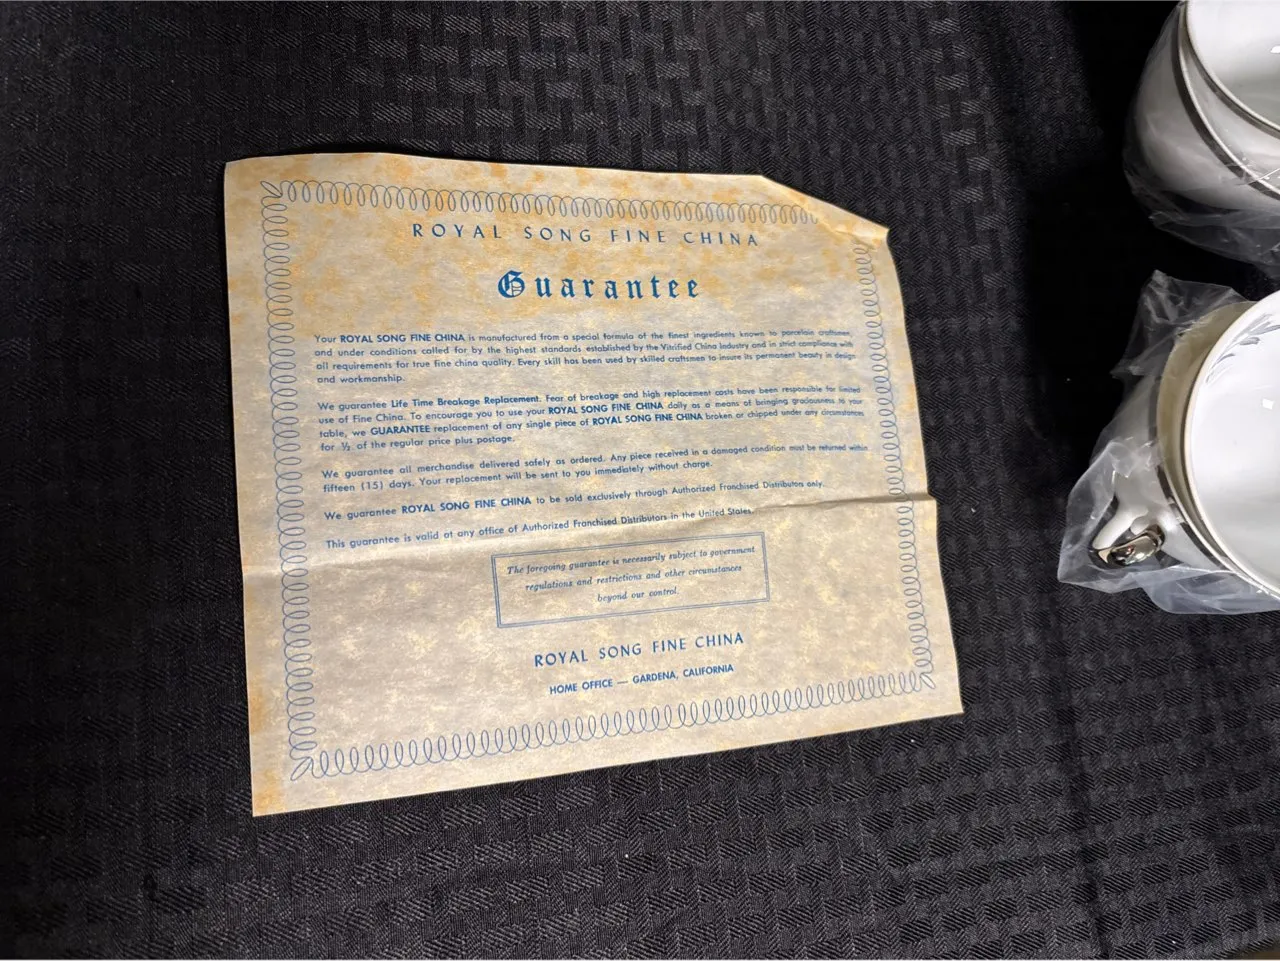 ROYAL SONG FINE CHINA
Guarantee
Your ROYAL SONG FINE CHINA is manufactured from a special formula of the finest ingredients known to porcelain craftsmen,
and under conditions called for by the highest standards established by the Vitrified China Industry and in strict compliance with
all requirements for true fine china quality. Every skill has been used by skilled craftsmen to insure its permanent beauty in design
and workmanship.
We guarantee Life Time Breakage Replacement. Fear of breakage and high replacement costs have been responsible for limited
use of Fine China. To encourage you to use your ROYAL SONG FINE CHINA daily as a means of bringing graciousness to your
table, we GUARANTEE replacement of any single piece of ROYAL SONG FINE CHINA broken or chipped under any circumstances
for ½ of the regular price plus postage.
We guarantee all merchandise delivered safely as ordered. Any piece received in a damaged condition must be returned within
fifteen (15) days. Your replacement will be sent to you immediately without charge.
We guarantee ROYAL SONG FINE CHINA to be sold exclusively through Authorized Franchised Distributors only.
This guarantee is valid at any office of Authorized Franchised Distributors in the United States.
The foregoing guarantee is necessarily subject to government
regulations and restrictions and other circumstances
beyond our control.
ROYAL SONG FINE CHINA
HOME OFFICE — GARDENA, CALIFORNIA